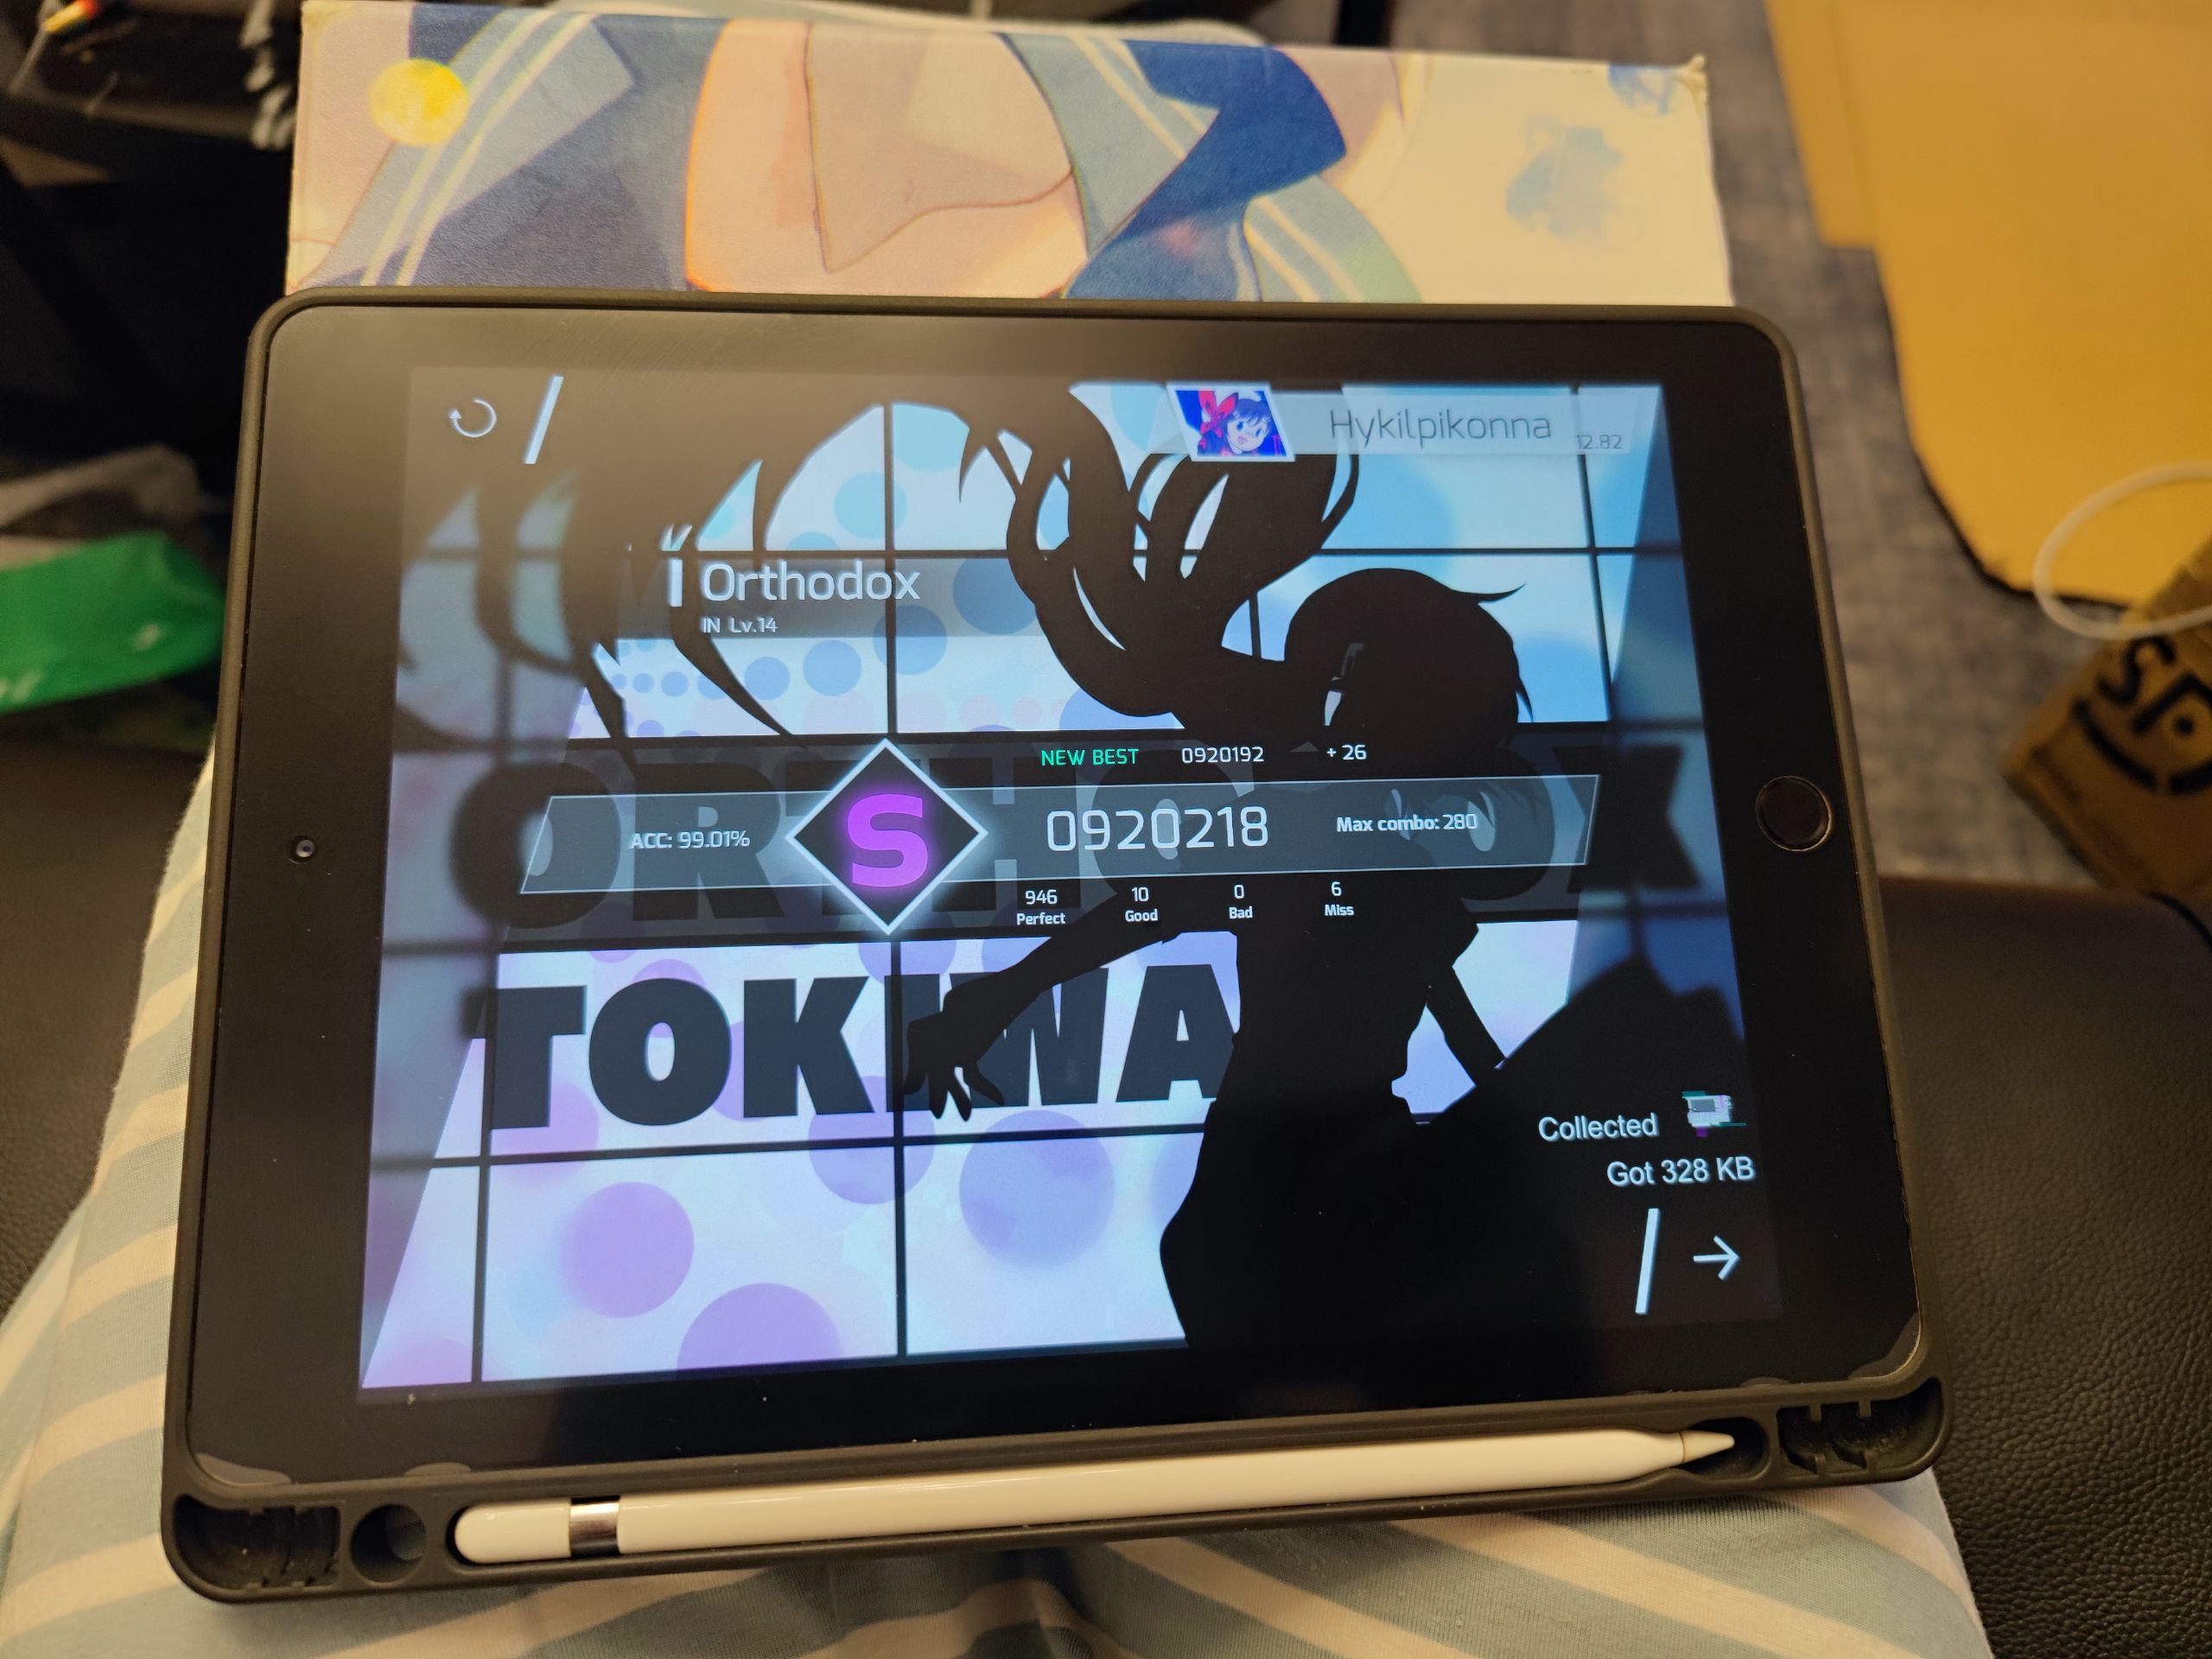 Hykilpikonna
12.82
Orthodox
IN Lv.14
NEW BEST 0920192 + 26
ORTHODOX
ACC: 99.01% S 0920218 Max combo: 280
946 10 0 6
Perfect Good Bad Miss
TOKIWA
Collected
Got 328 KB